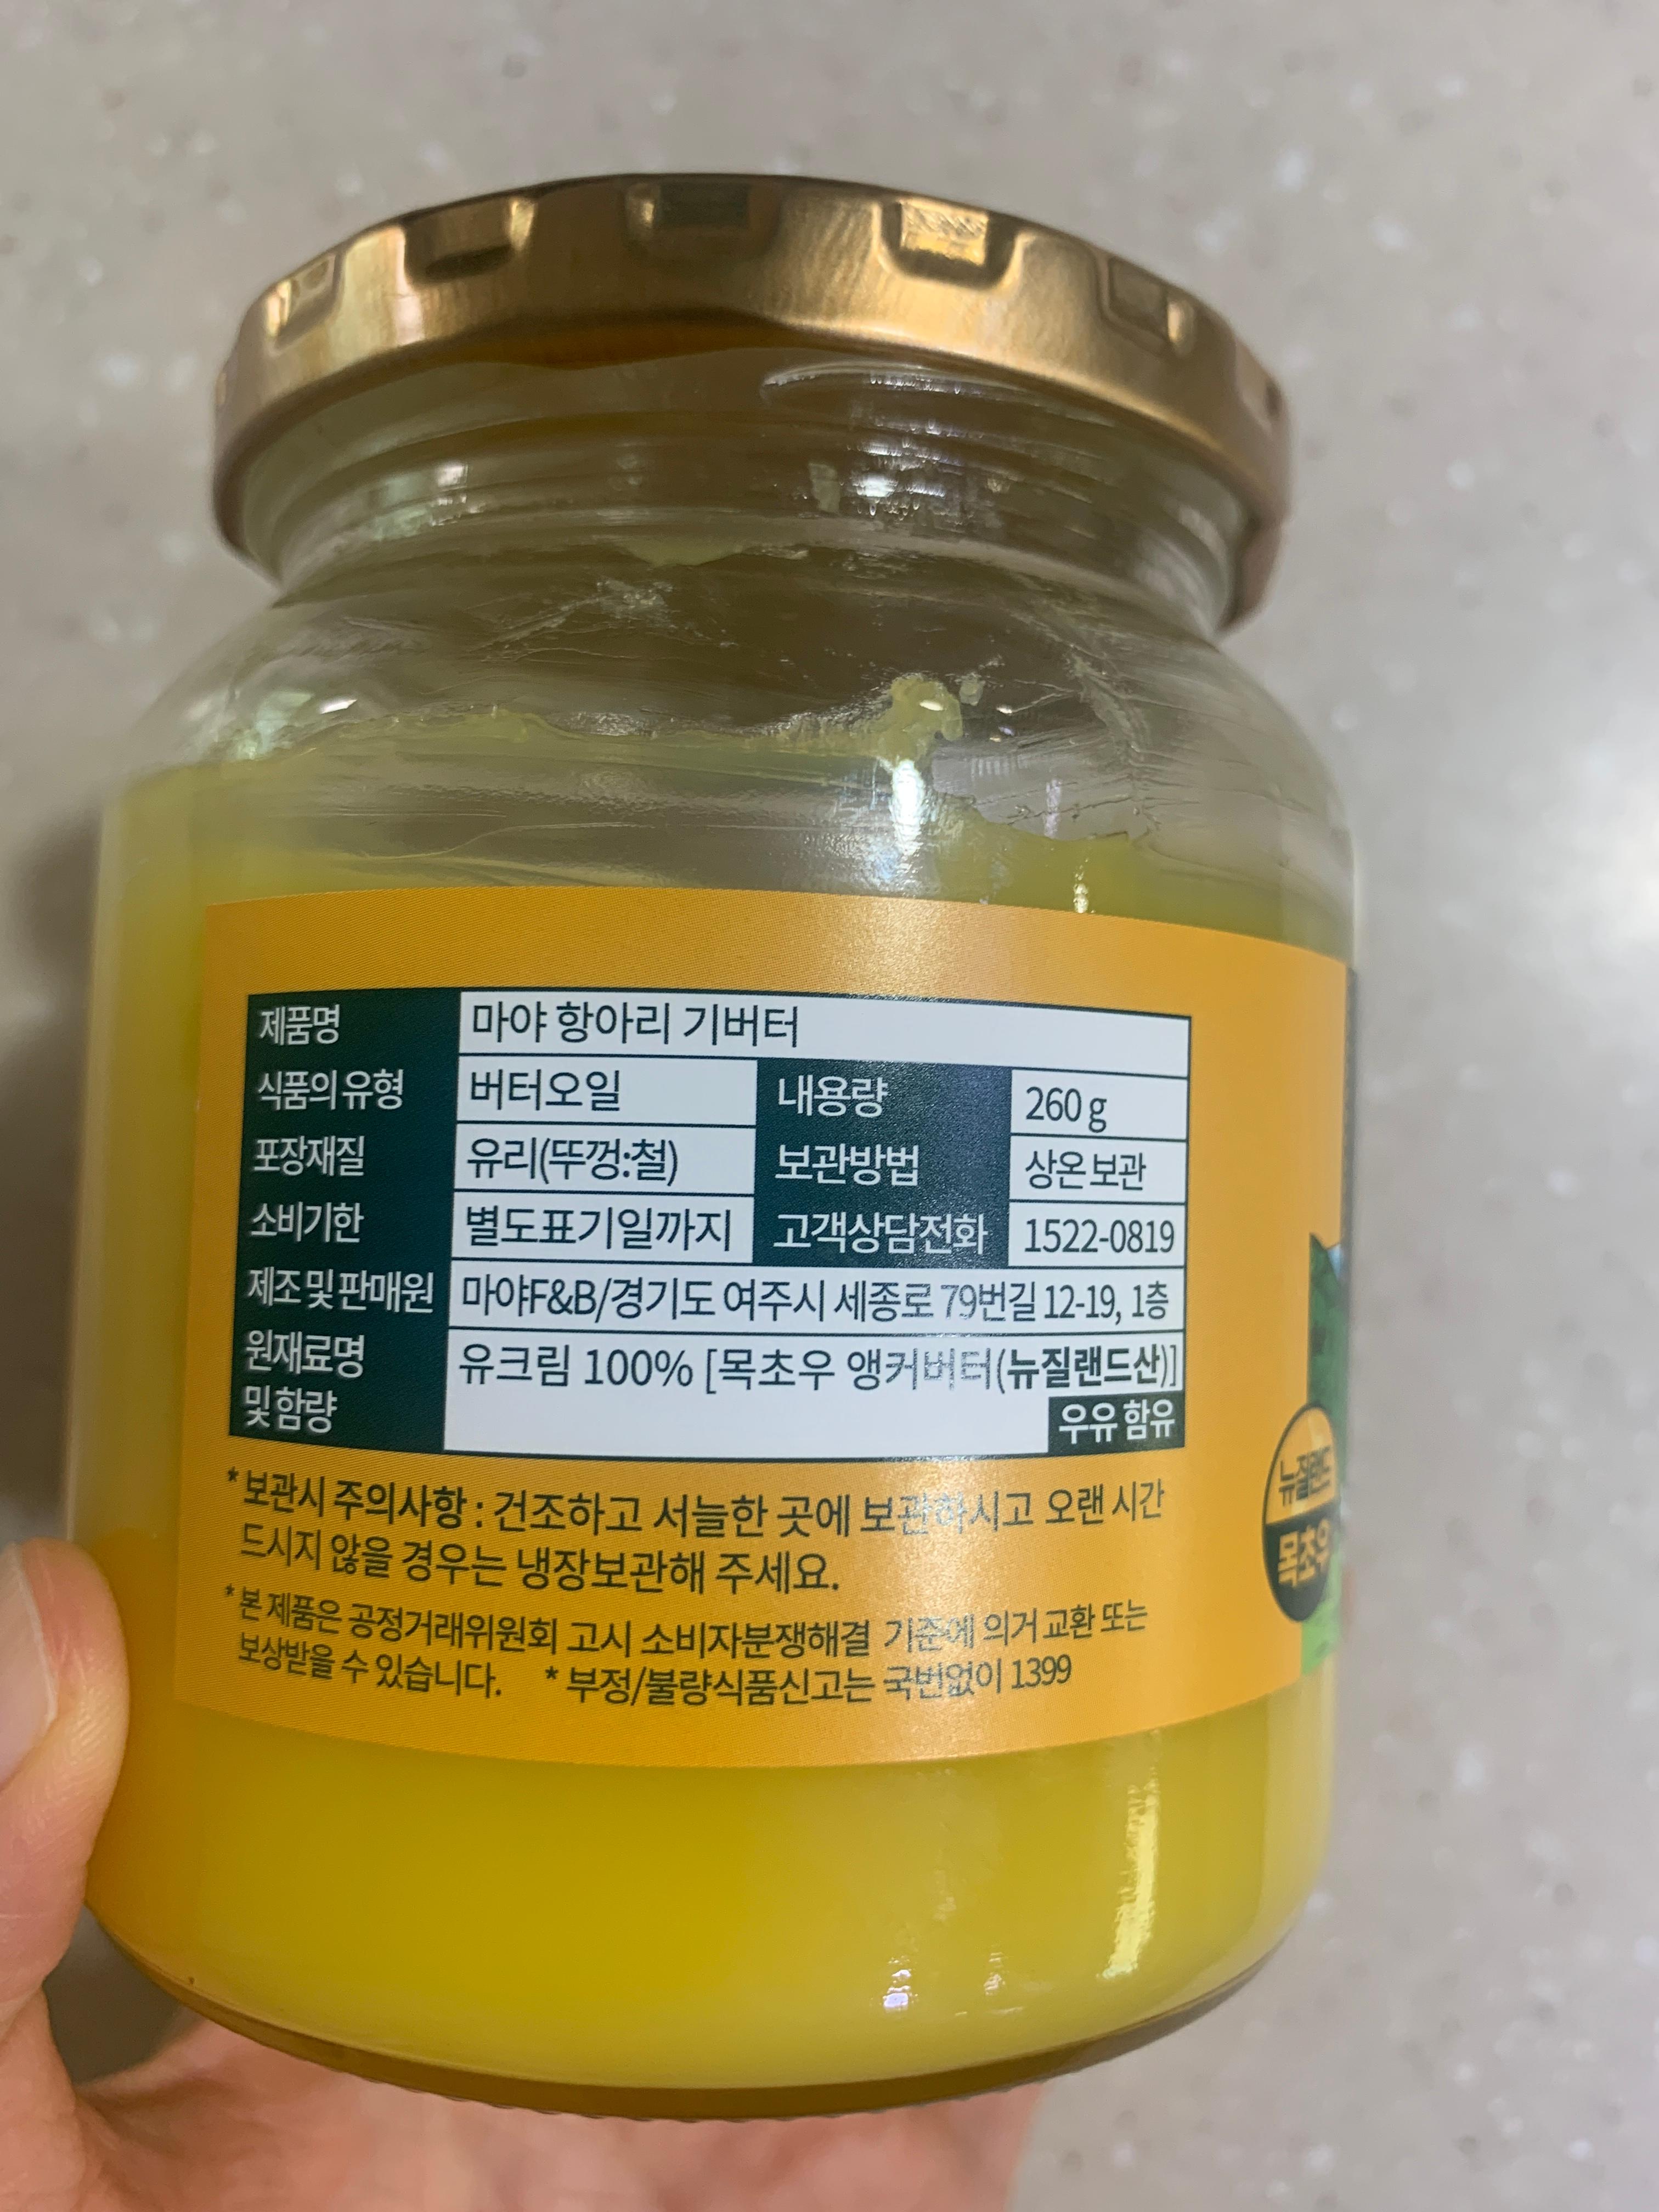 제품명 마야 항아리 기버터
식품의 유형 버터오일 내용량 260 g
포장재질 유리(뚜껑:철) 보관방법 상온 보관
소비기한 별도표기일까지 고객상담전화 1522-0819
제조 및 판매원 마야F&B/경기도 여주시 세종로 79번길 12-19, 1층
원재료명 유크림 100% [목초우 앵커버터(뉴질랜드산)]
및 함량 우유 함유
* 보관시 주의사항 : 건조하고 서늘한 곳에 보관하시고 오랜 시간
드시지 않을 경우는 냉장보관해 주세요.
* 본 제품은 공정거래위원회 고시 소비자분쟁해결 기준에 의거 교환 또는
보상받을 수 있습니다. * 부정/불량식품신고는 국번없이 1399
뉴질랜드
목초우